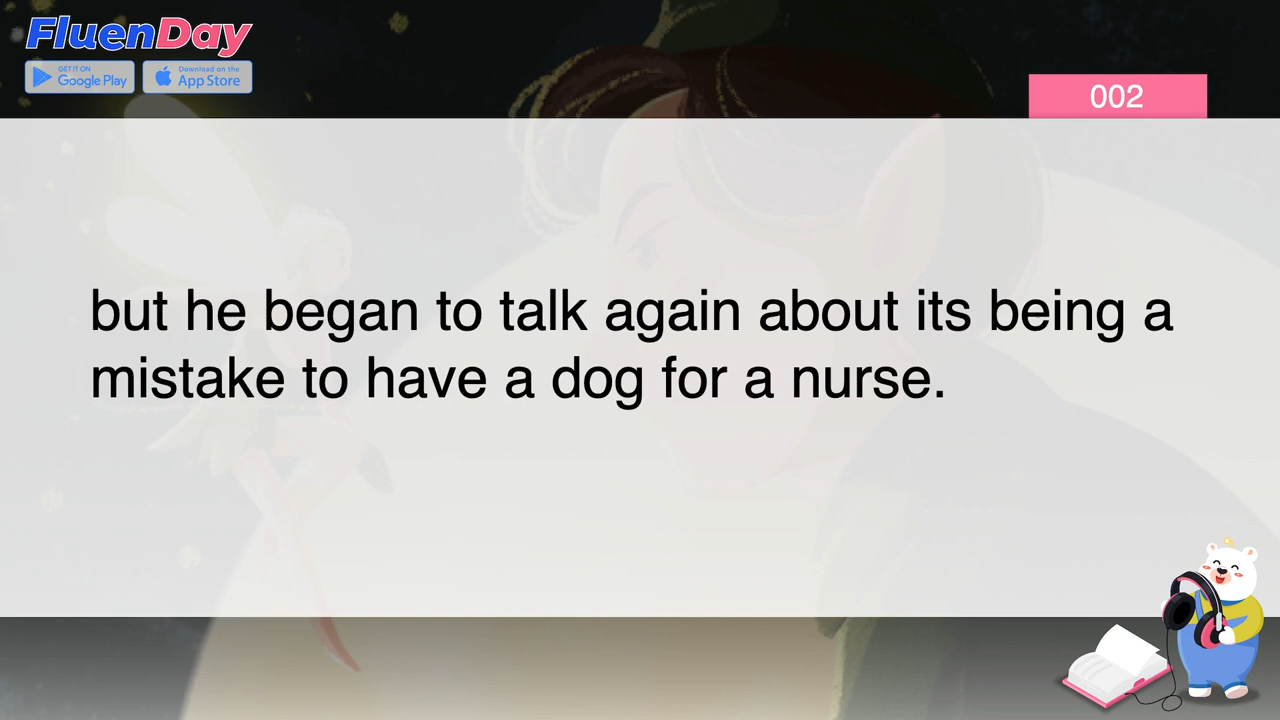 FluenDay
GET IT ON
Google Play
Download on the
App Store
002
but he began to talk again about its being a
mistake to have a dog for a nurse.